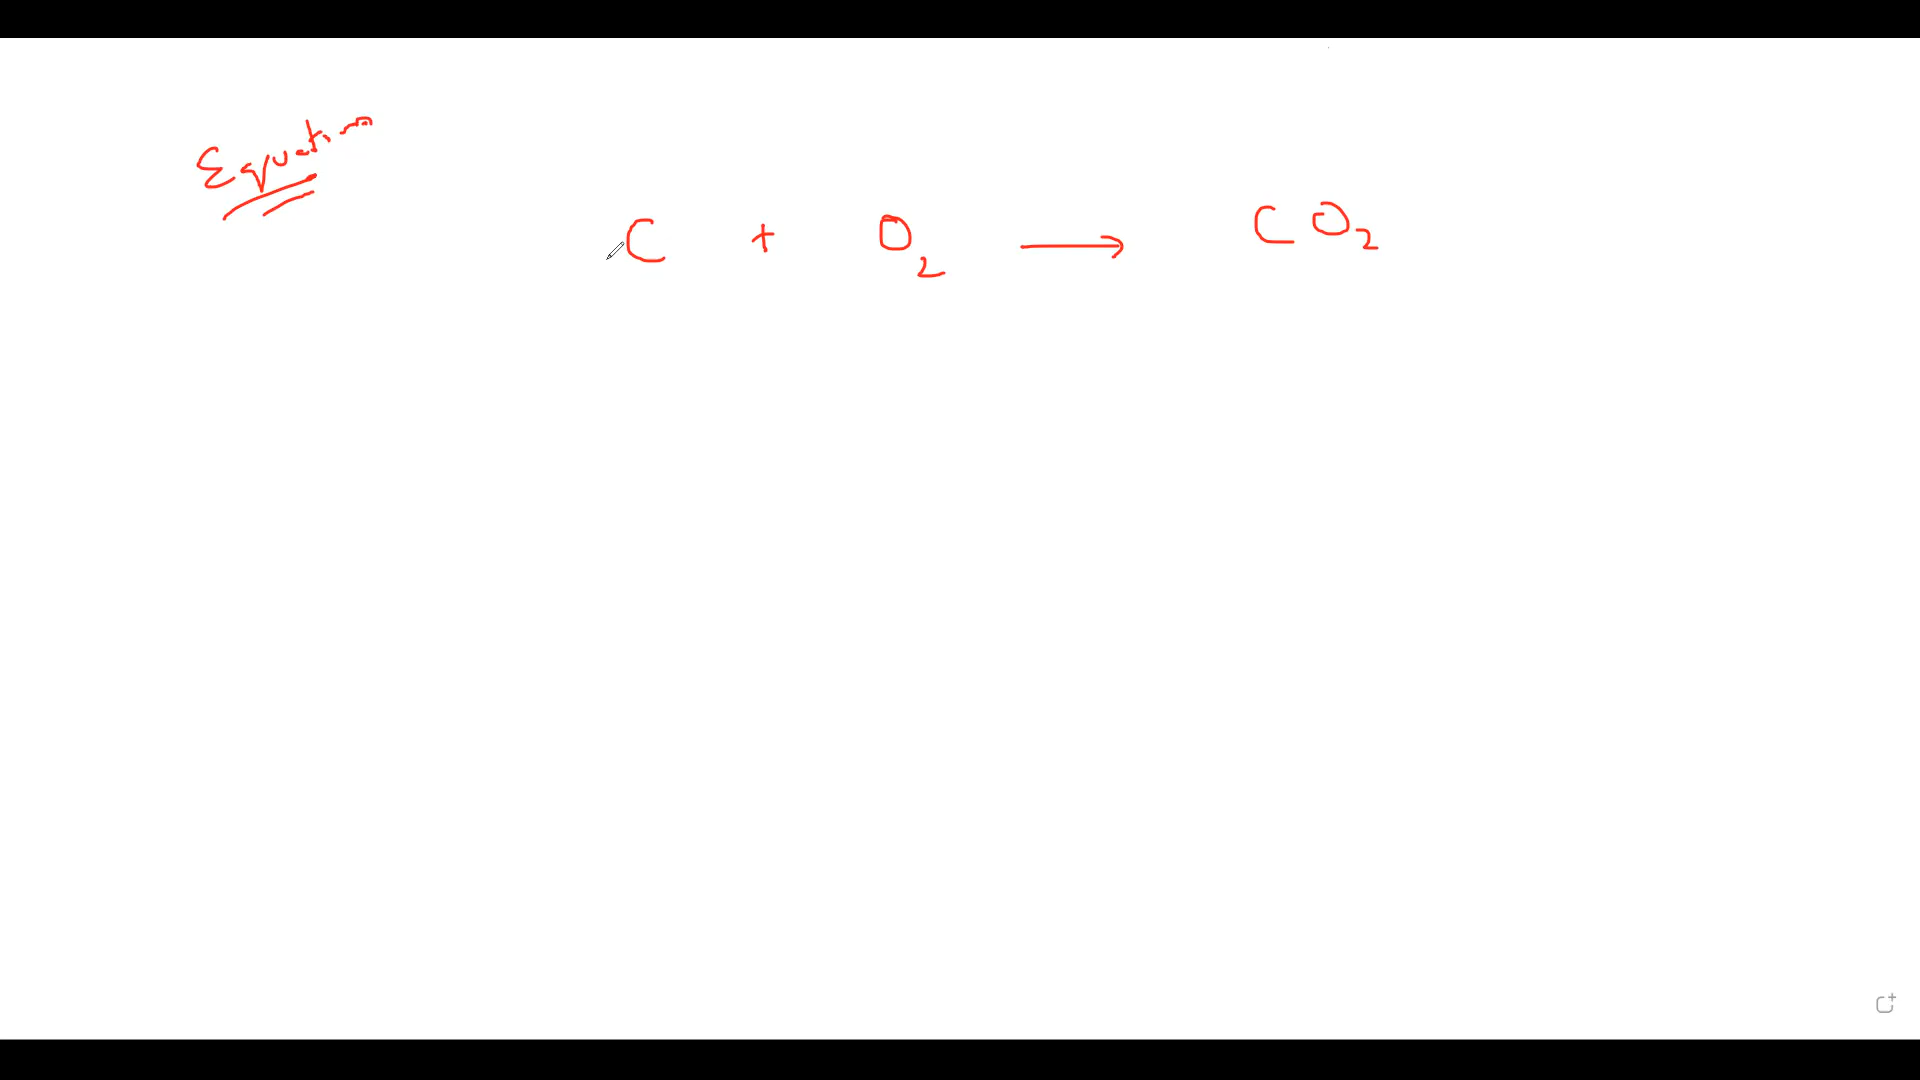 Equation
C + O₂ → CO₂